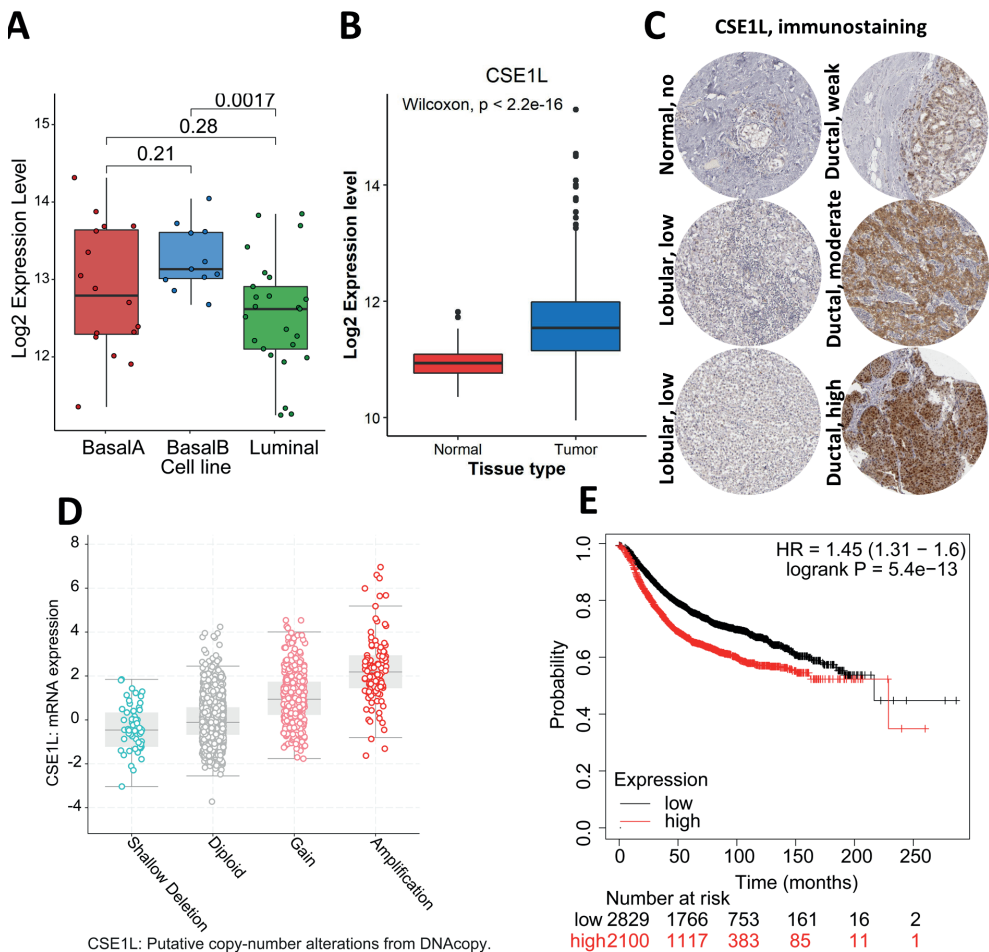 A
Log2 Expression Level
15
14
13
12
0.0017
0.28
0.21
BasalA
BasalB
Luminal
Cell line
B
CSE1L
Wilcoxon, p < 2.2e-16
Log2 Expression level
14
12
10
Normal
Tumor
Tissue type
C
CSE1L, immunostaining
Normal, no
Ductal, weak
Lobular, low
Ductal, moderate
Lobular, low
Ductal, high
D
CSE1L: mRNA expression
8
6
4
2
0
-2
-4
Shallow Deletion
Diploid
Gain
Amplification
CSE1L: Putative copy-number alterations from DNAcopy.
E
HR = 1.45 (1.31 − 1.6)
logrank P = 5.4e−13
Probability
1.0
0.8
0.6
0.4
0.2
0.0
Expression
low
high
0 50 100 150 200 250
Time (months)
Number at risk
low 2829 1766 753 161 16 2
high 2100 1117 383 85 11 1